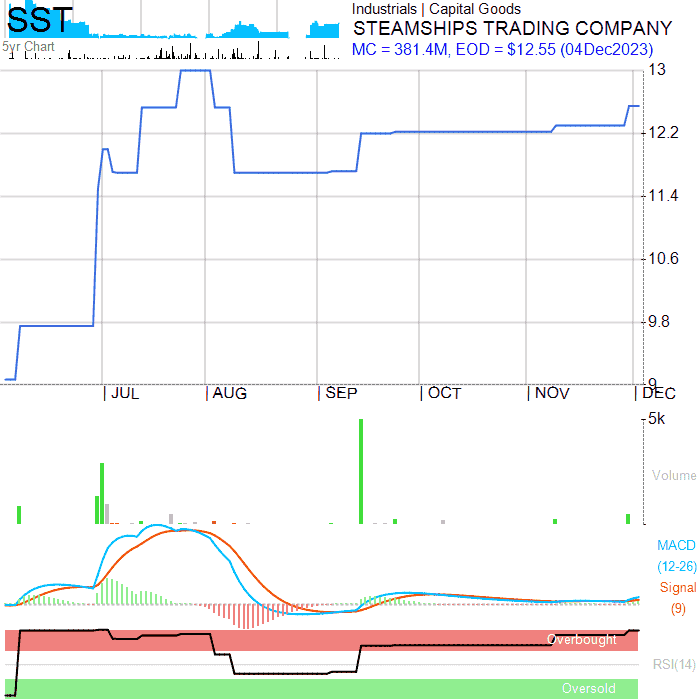 SST
5yr Chart
Industrials | Capital Goods
STEAMSHIPS TRADING COMPANY
MC = 381.4M, EOD = $12.55 (04Dec2023)
13
12.2
11.4
10.6
9.8
9
JUL AUG SEP OCT NOV DEC
5k
Volume
MACD
(12-26)
Signal
(9)
Overbought
RSI(14)
Oversold